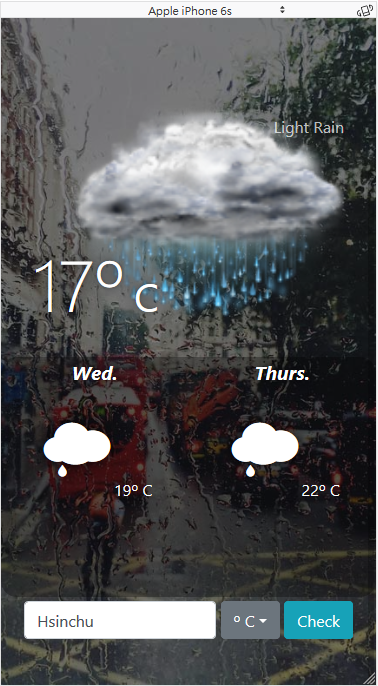 Apple iPhone 6s
Light Rain
17º c
Wed. Thurs.
19º C 22º C
Hsinchu º C Check